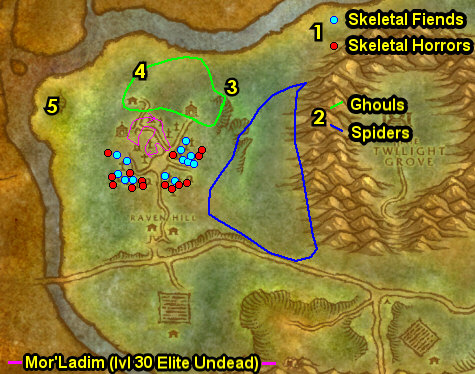 1
Skeletal Fiends
Skeletal Horrors
4
3
5
2
Ghouls
Spiders
TWILIGHT
GROVE
RAVEN HILL
Mor'Ladim (lvl 30 Elite Undead)